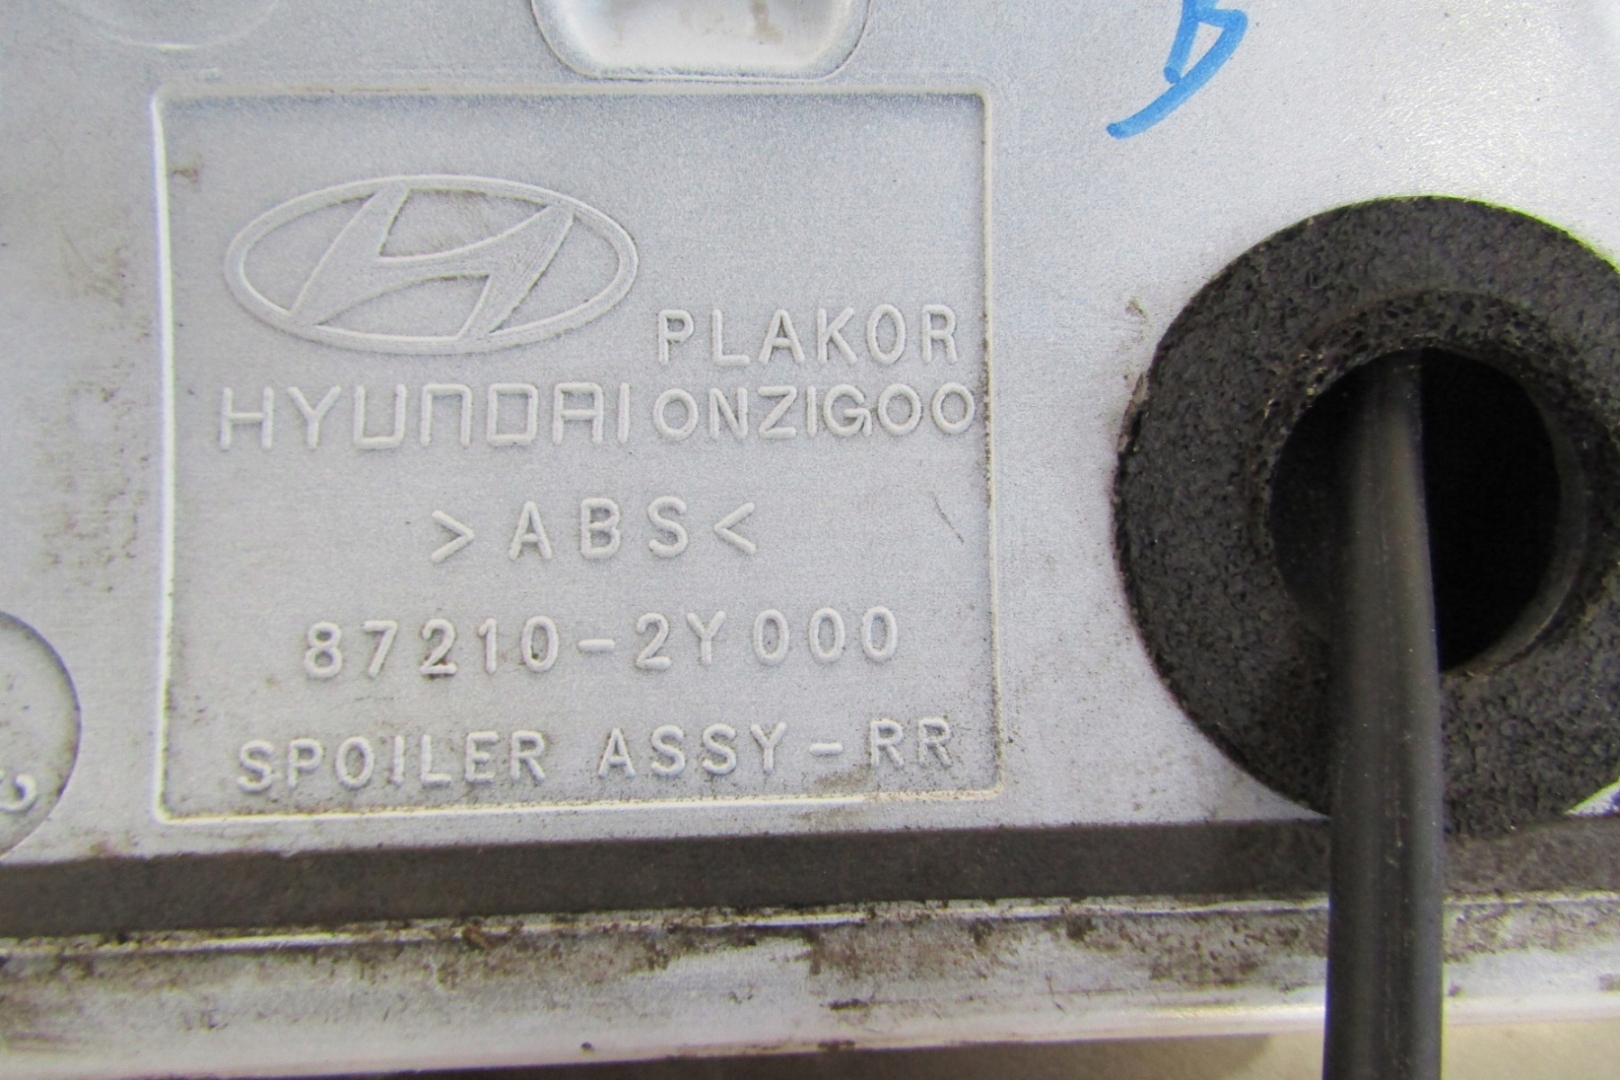 PLAKOR
HYUNDAI ONZIGOO
>ABS<
87210-2Y000
SPOILER ASSY-RR